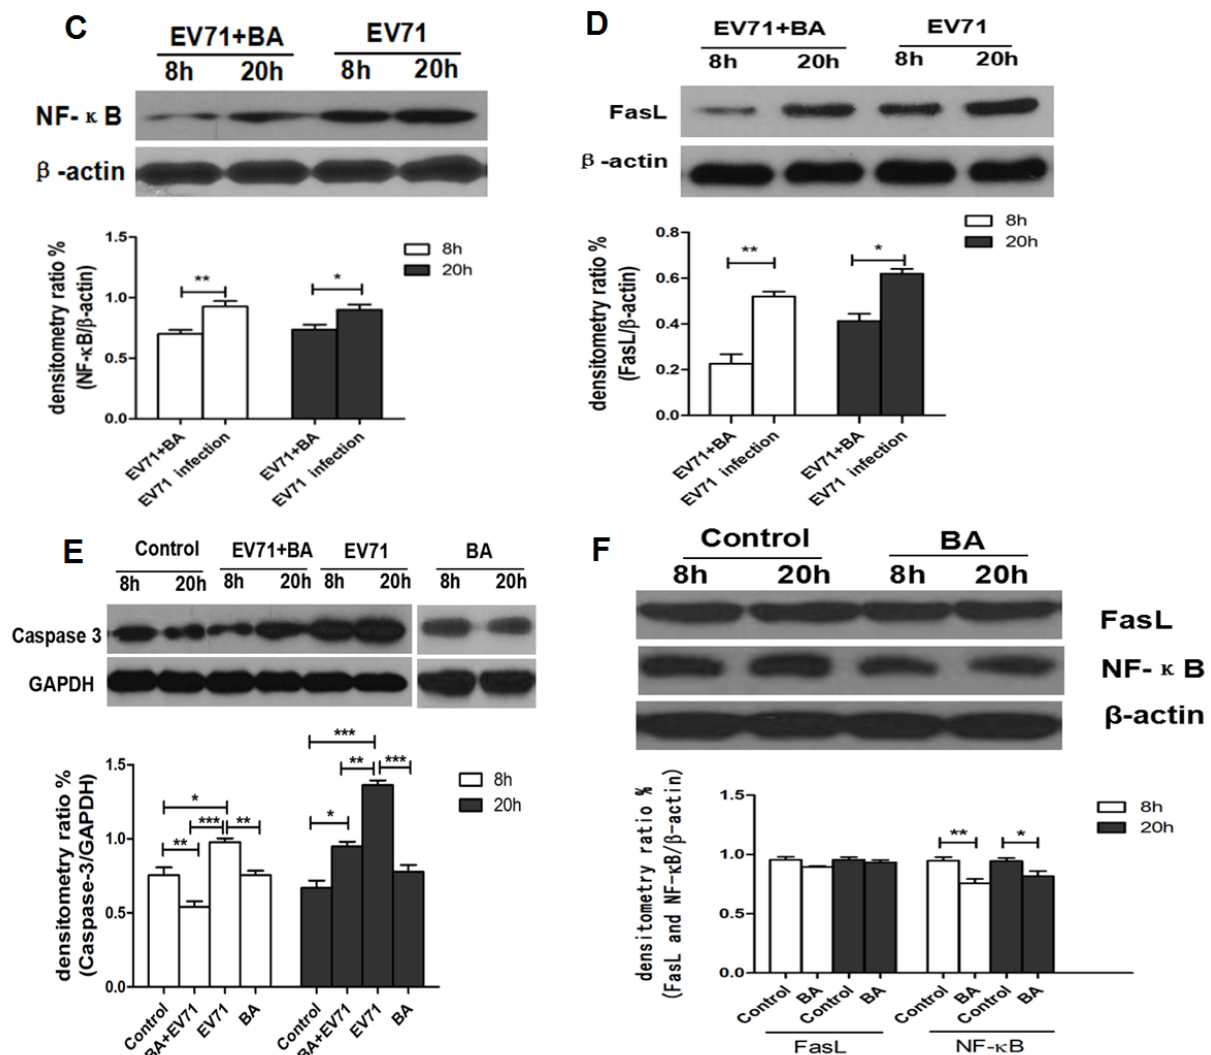 C
EV71+BA EV71
8h 20h 8h 20h
NF-κB
β-actin
densitometry ratio %
(NF-κB/β-actin)
1.5
1.0
0.5
0.0
** *
8h
20h
EV71+BA
EV71 infection
EV71+BA
EV71 infection
D
EV71+BA EV71
8h 20h 8h 20h
FasL
β-actin
densitometry ratio %
(FasL/β-actin)
0.8
0.6
0.4
0.2
0.0
** *
8h
20h
EV71+BA
EV71 infection
EV71+BA
EV71 infection
E
Control EV71+BA EV71 BA
8h 20h 8h 20h 8h 20h 8h 20h
Caspase 3
GAPDH
densitometry ratio %
(Caspase-3/GAPDH)
1.5
1.0
0.5
0.0
*
*** **
**
***
** ***
*
8h
20h
Control
BA+EV71
EV71
BA
Control
BA+EV71
EV71
BA
F
Control BA
8h 20h 8h 20h
FasL
NF-κB
β-actin
densitometry ratio %
(FasL and NF-κB/β-actin)
1.5
1.0
0.5
0.0
** *
8h
20h
Control
BA
Control
BA
Control
BA
Control
BA
FasL NF-κB